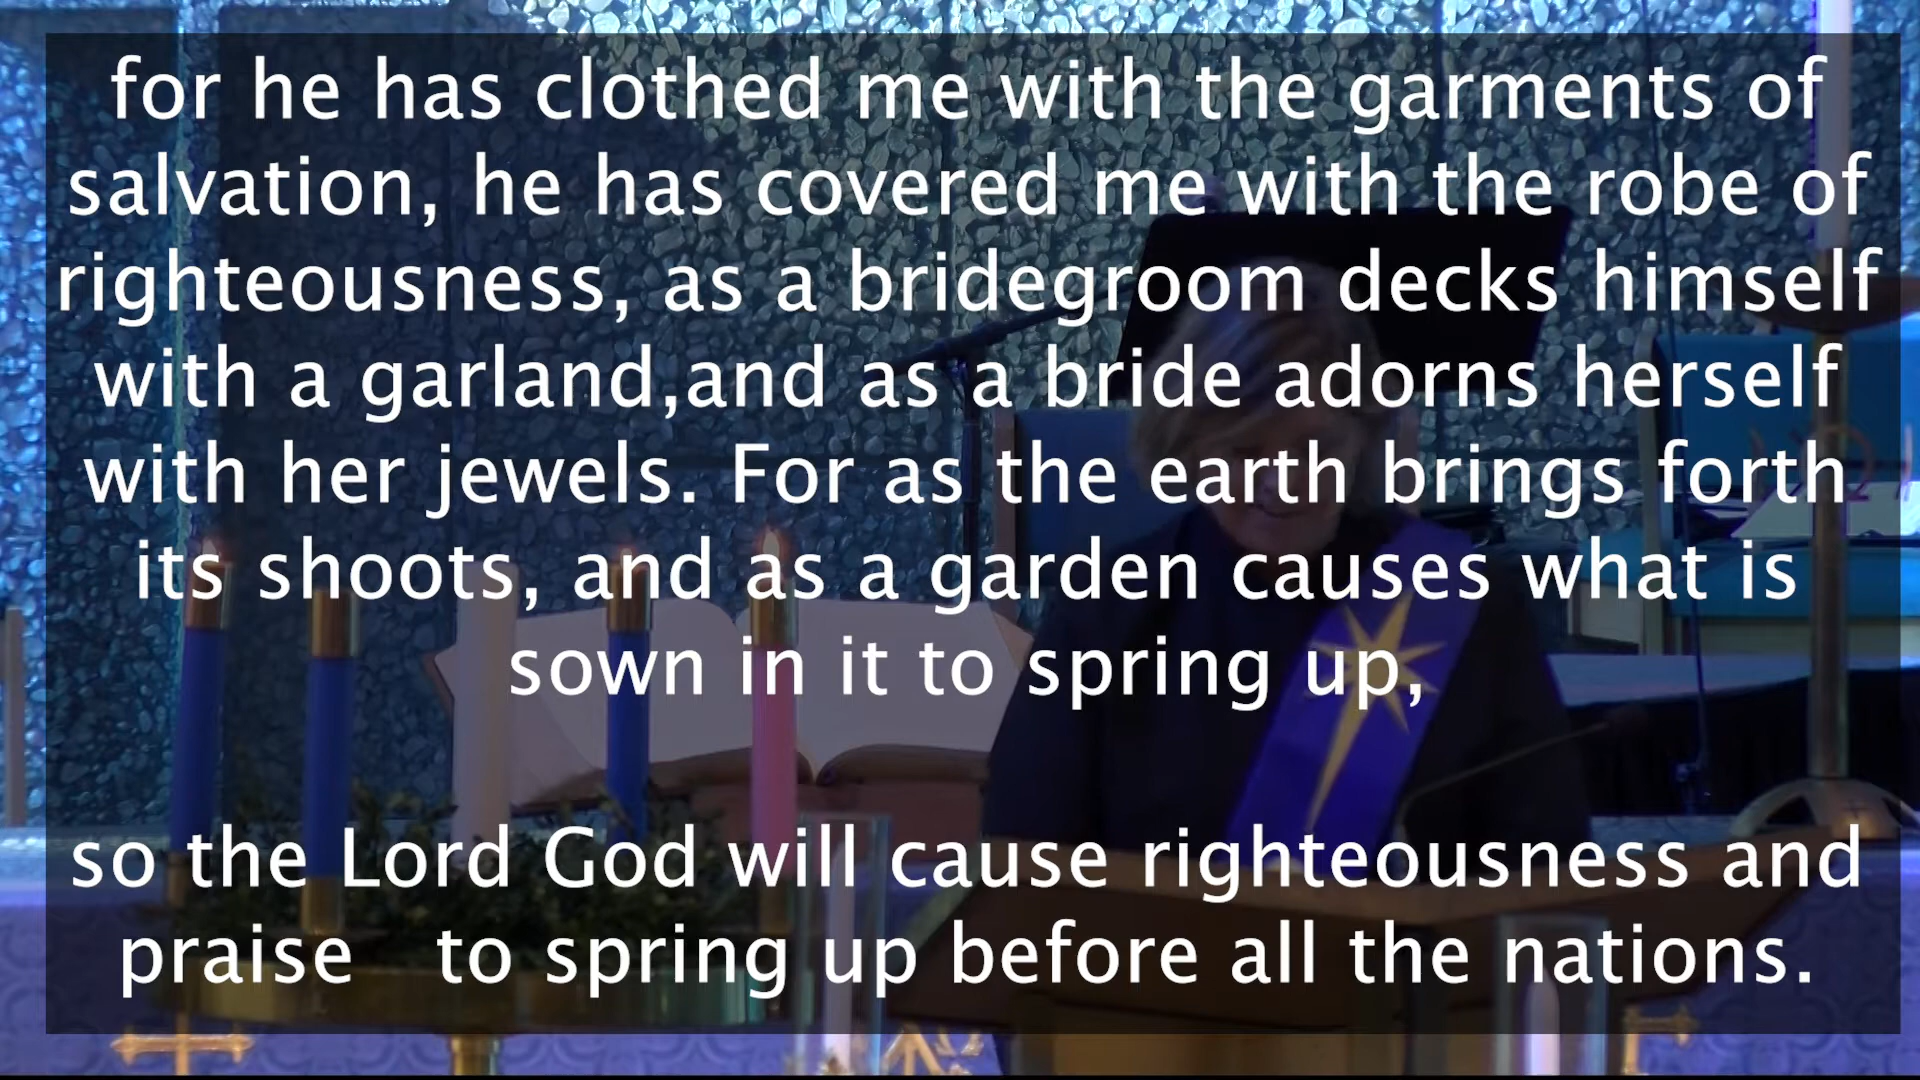 for he has clothed me with the garments of
salvation, he has covered me with the robe of
righteousness, as a bridegroom decks himself
with a garland,and as a bride adorns herself
with her jewels. For as the earth brings forth
its shoots, and as a garden causes what is
sown in it to spring up,
so the Lord God will cause righteousness and
praise   to spring up before all the nations.